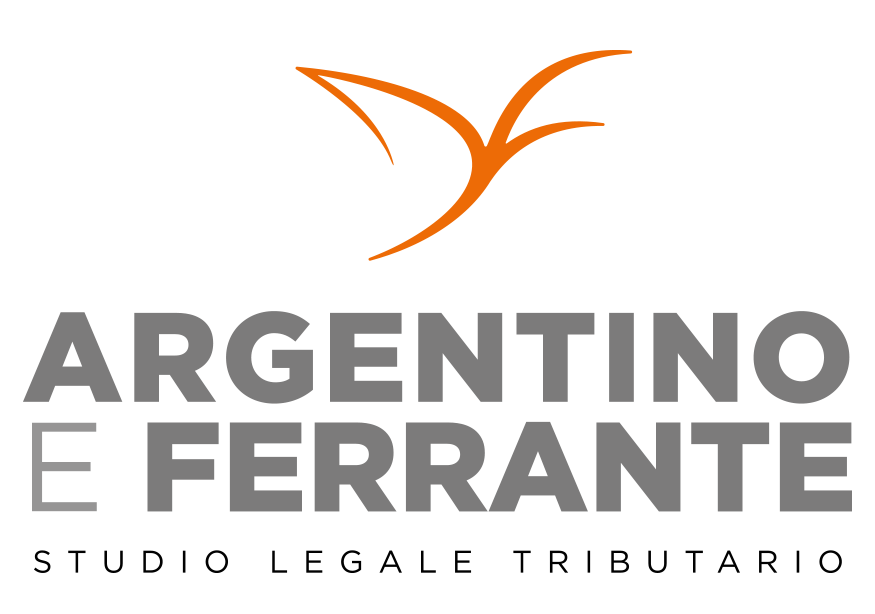 ARGENTINO
E FERRANTE
STUDIO LEGALE TRIBUTARIO